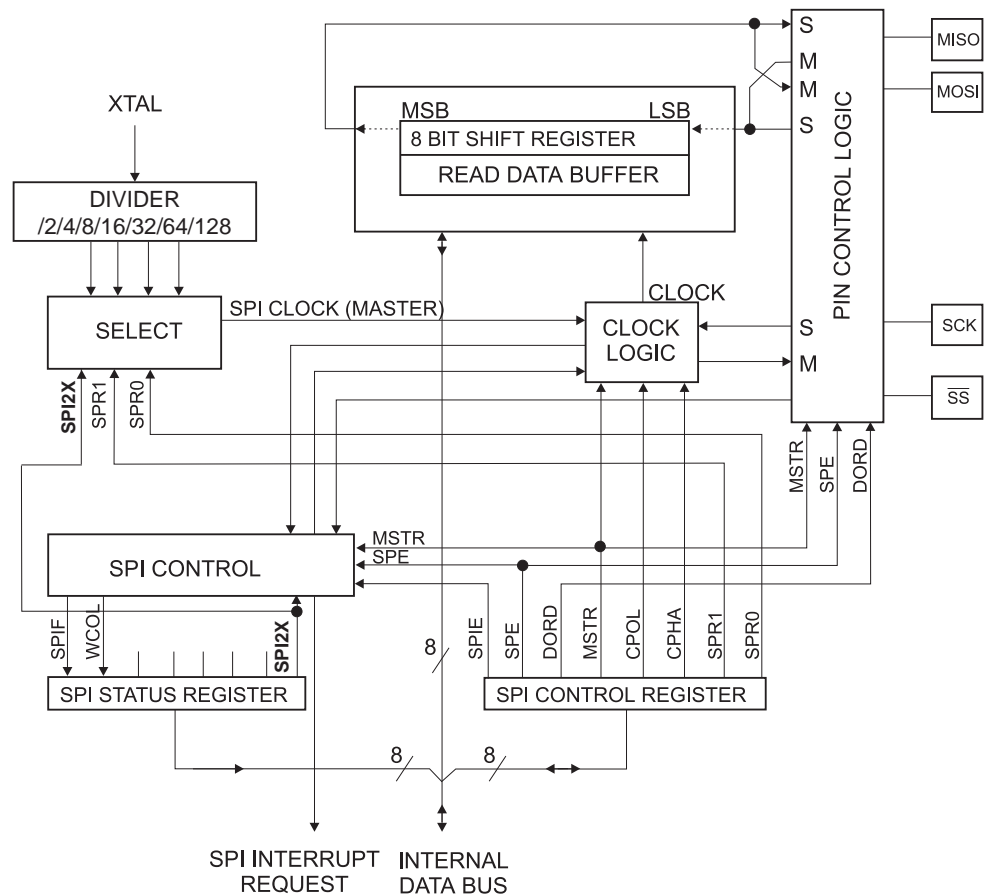 S
M
M
S
MISO
MOSI
XTAL
MSB
LSB
8 BIT SHIFT REGISTER
READ DATA BUFFER
DIVIDER
/2/4/8/16/32/64/128
PIN CONTROL LOGIC
SPI CLOCK (MASTER)
CLOCK
SELECT
CLOCK
LOGIC
S
M
SCK
SS
SPI2X
SPR1
SPR0
MSTR
SPE
DORD
MSTR
SPE
SPI CONTROL
SPIF
WCOL
SPI2X
8
SPIE
SPE
DORD
MSTR
CPOL
CPHA
SPR1
SPR0
SPI STATUS REGISTER
SPI CONTROL REGISTER
8
8
SPI INTERRUPT
REQUEST
INTERNAL
DATA BUS